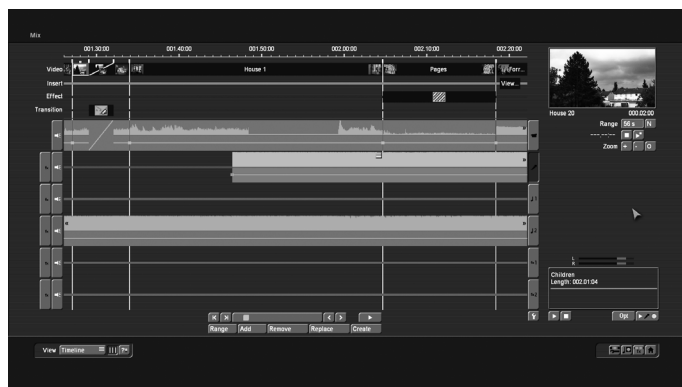 Mix
001.30:00 001.40:00 001.50:00 002.00:00 002.10:00 002.20:00
Video House 1 Pages Forr...
Insert View...
Effect
Transition
House 20 000.02:00
Range 56 s N
Zoom + - O
L
R
Children
Length: 002.01:04
Opt
Range Add Remove Replace Create
View Timeline